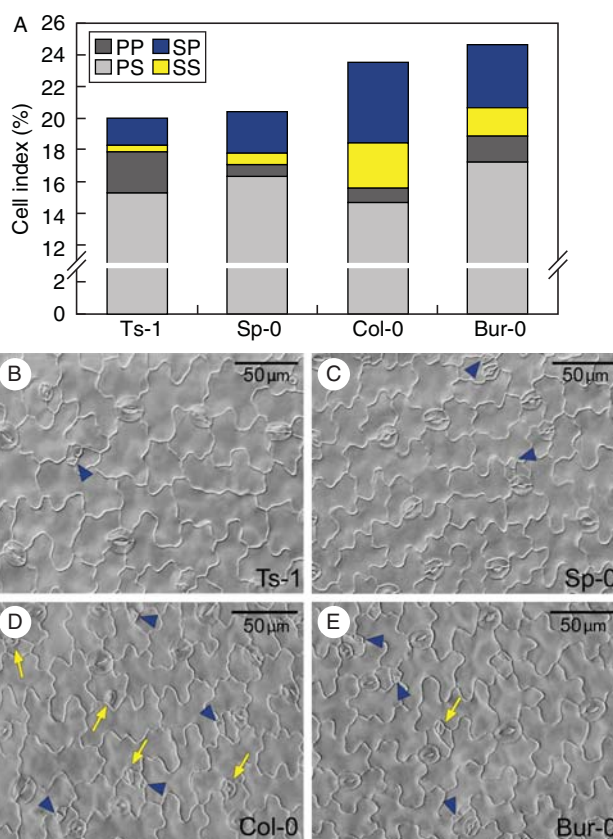 A
Cell index (%)
26
24
22
20
18
16
14
12
2
0
PP SP
PS SS
Ts-1 Sp-0 Col-0 Bur-0
B
50 µm
Ts-1
C
50 µm
Sp-0
D
50 µm
Col-0
E
50 µm
Bur-0